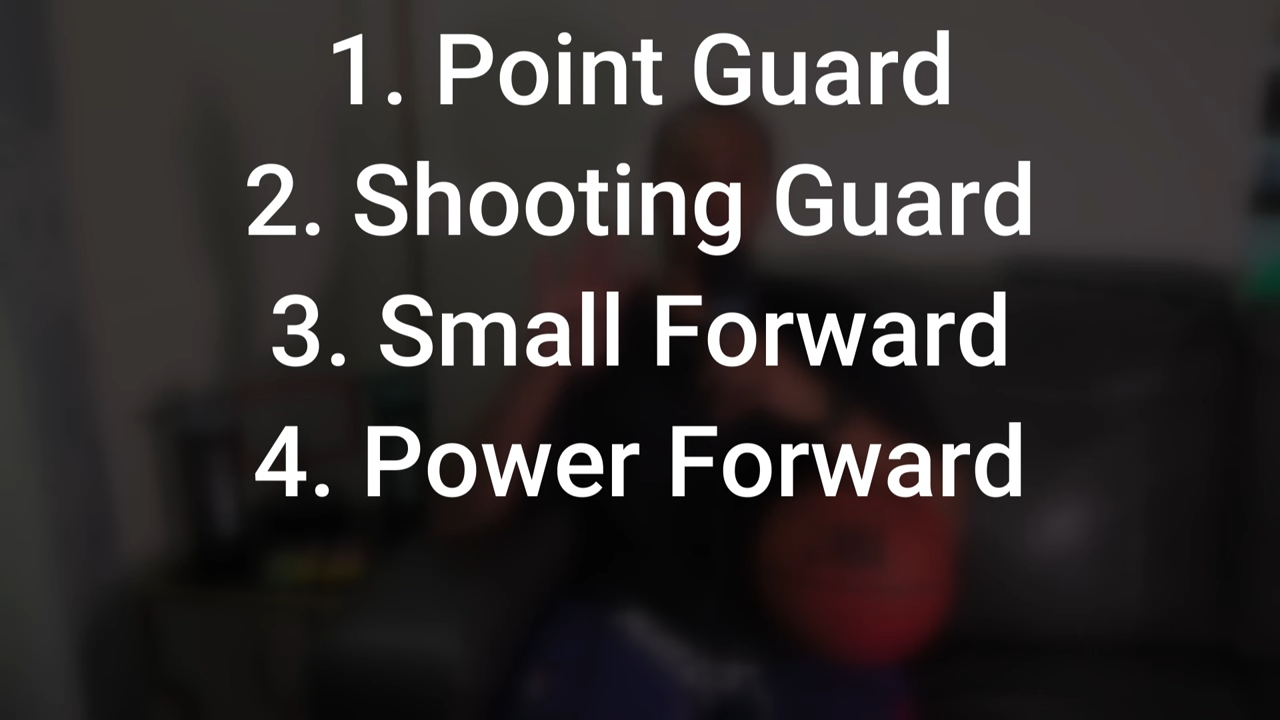 1. Point Guard
2. Shooting Guard
3. Small Forward
4. Power Forward